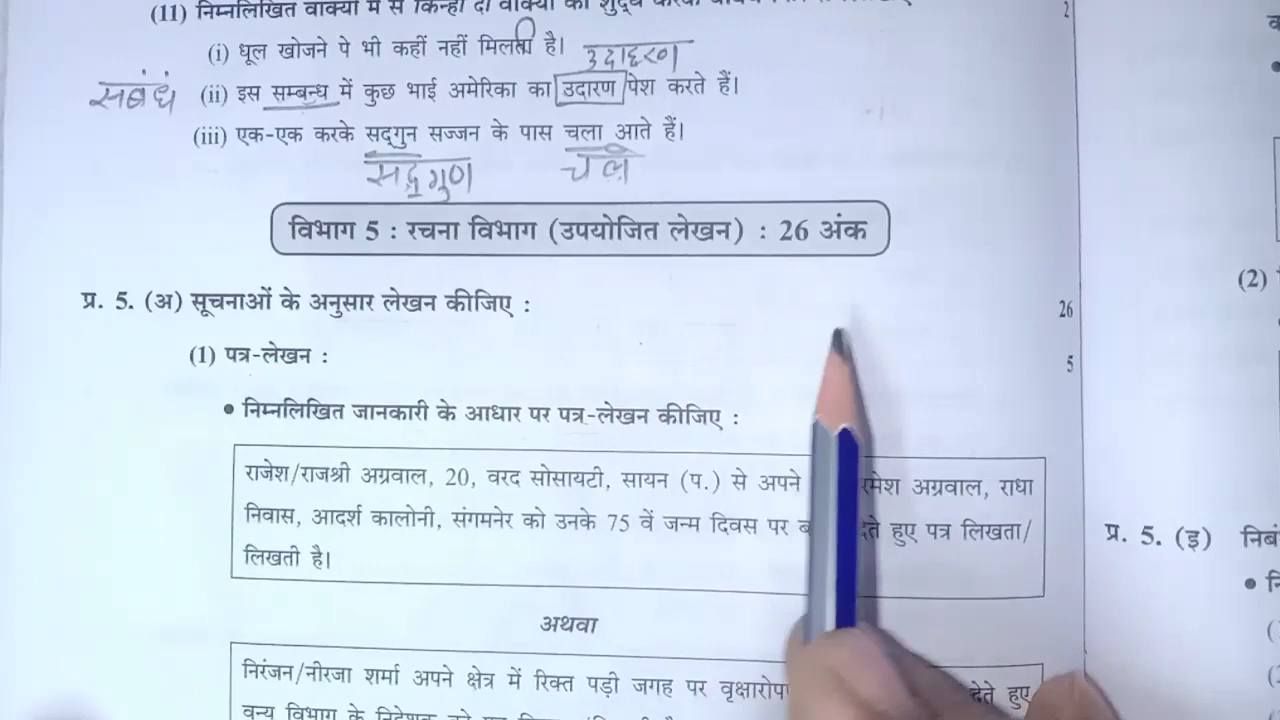 (11) निम्नलिखित वाक्यों में से किन्हीं दो वाक्यों को शुद्ध करके
2
(i) धूल खोजने पे भी कहीं नहीं मिलती है।
उदाहरण
सबंधं
(ii) इस सम्बन्ध में कुछ भाई अमेरिका का उदारण पेश करते हैं।
(iii) एक-एक करके सद्‌गुन सज्जन के पास चला आते हैं।
सद्गुण चले
विभाग 5 : रचना विभाग (उपयोजित लेखन) : 26 अंक
प्र. 5. (अ) सूचनाओं के अनुसार लेखन कीजिए :
26
(1) पत्र-लेखन :
5
• निम्नलिखित जानकारी के आधार पर पत्र-लेखन कीजिए :
राजेश/राजश्री अग्रवाल, 20, वरद सोसायटी, सायन (प.) से अपने रमेश अग्रवाल, राधा
निवास, आदर्श कालोनी, संगमनेर को उनके 75 वें जन्म दिवस पर हुए पत्र लिखता/
लिखती है।
अथवा
निरंजन/नीरजा शर्मा अपने क्षेत्र में रिक्त पड़ी जगह पर देते हुए
वन्य विभाग के
(2)
प्र. 5. (इ)